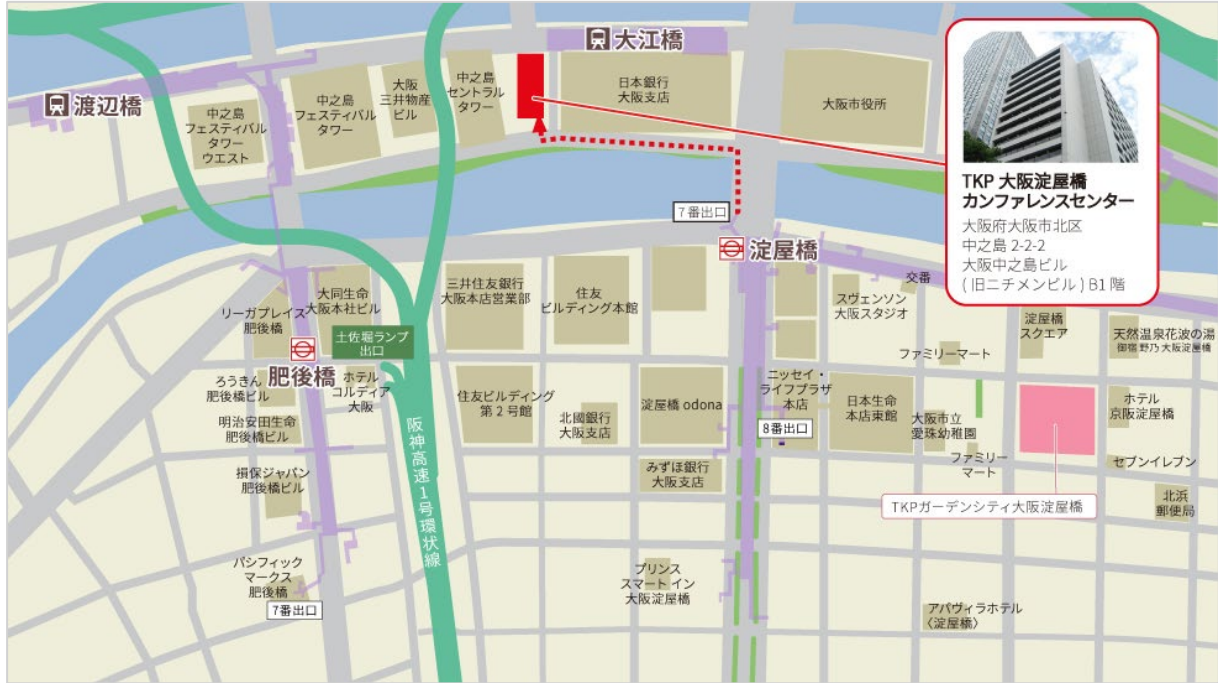 大江橋
渡辺橋
中之島
フェスティバル
タワー
ウエスト
中之島
フェスティバル
タワー
大阪
三井物産
ビル
中之島
セントラル
タワー
日本銀行
大阪支店
大阪市役所
TKP 大阪淀屋橋
カンファレンスセンター
大阪府大阪市北区
中之島 2-2-2
大阪中之島ビル
( 旧ニチメンビル ) B1 階
7番出口
淀屋橋
リーガプレイス
肥後橋
大同生命
大阪本社ビル
土佐堀ランプ
出口
三井住友銀行
大阪本店営業部
住友
ビルディング本館
スヴェンソン
大阪スタジオ
交番
淀屋橋
スクエア
天然温泉花波の湯
御宿 野乃 大阪淀屋橋
ファミリーマート
肥後橋
ろうきん
肥後橋ビル
ホテル
コルディア
大阪
住友ビルディング
第2号館
北國銀行
大阪支店
淀屋橋 odona
ニッセイ・
ライフプラザ
本店
8番出口
日本生命
本店東館
大阪市立
愛珠幼稚園
ホテル
京阪淀屋橋
明治安田生命
肥後橋ビル
阪神高速1号環状線
損保ジャパン
肥後橋ビル
みずほ銀行
大阪支店
ファミリー
マート
セブンイレブン
TKPガーデンシティ大阪淀屋橋
北浜
郵便局
パシフィック
マークス
肥後橋
7番出口
プリンス
スマート イン
大阪淀屋橋
アパヴィラホテル
〈淀屋橋〉